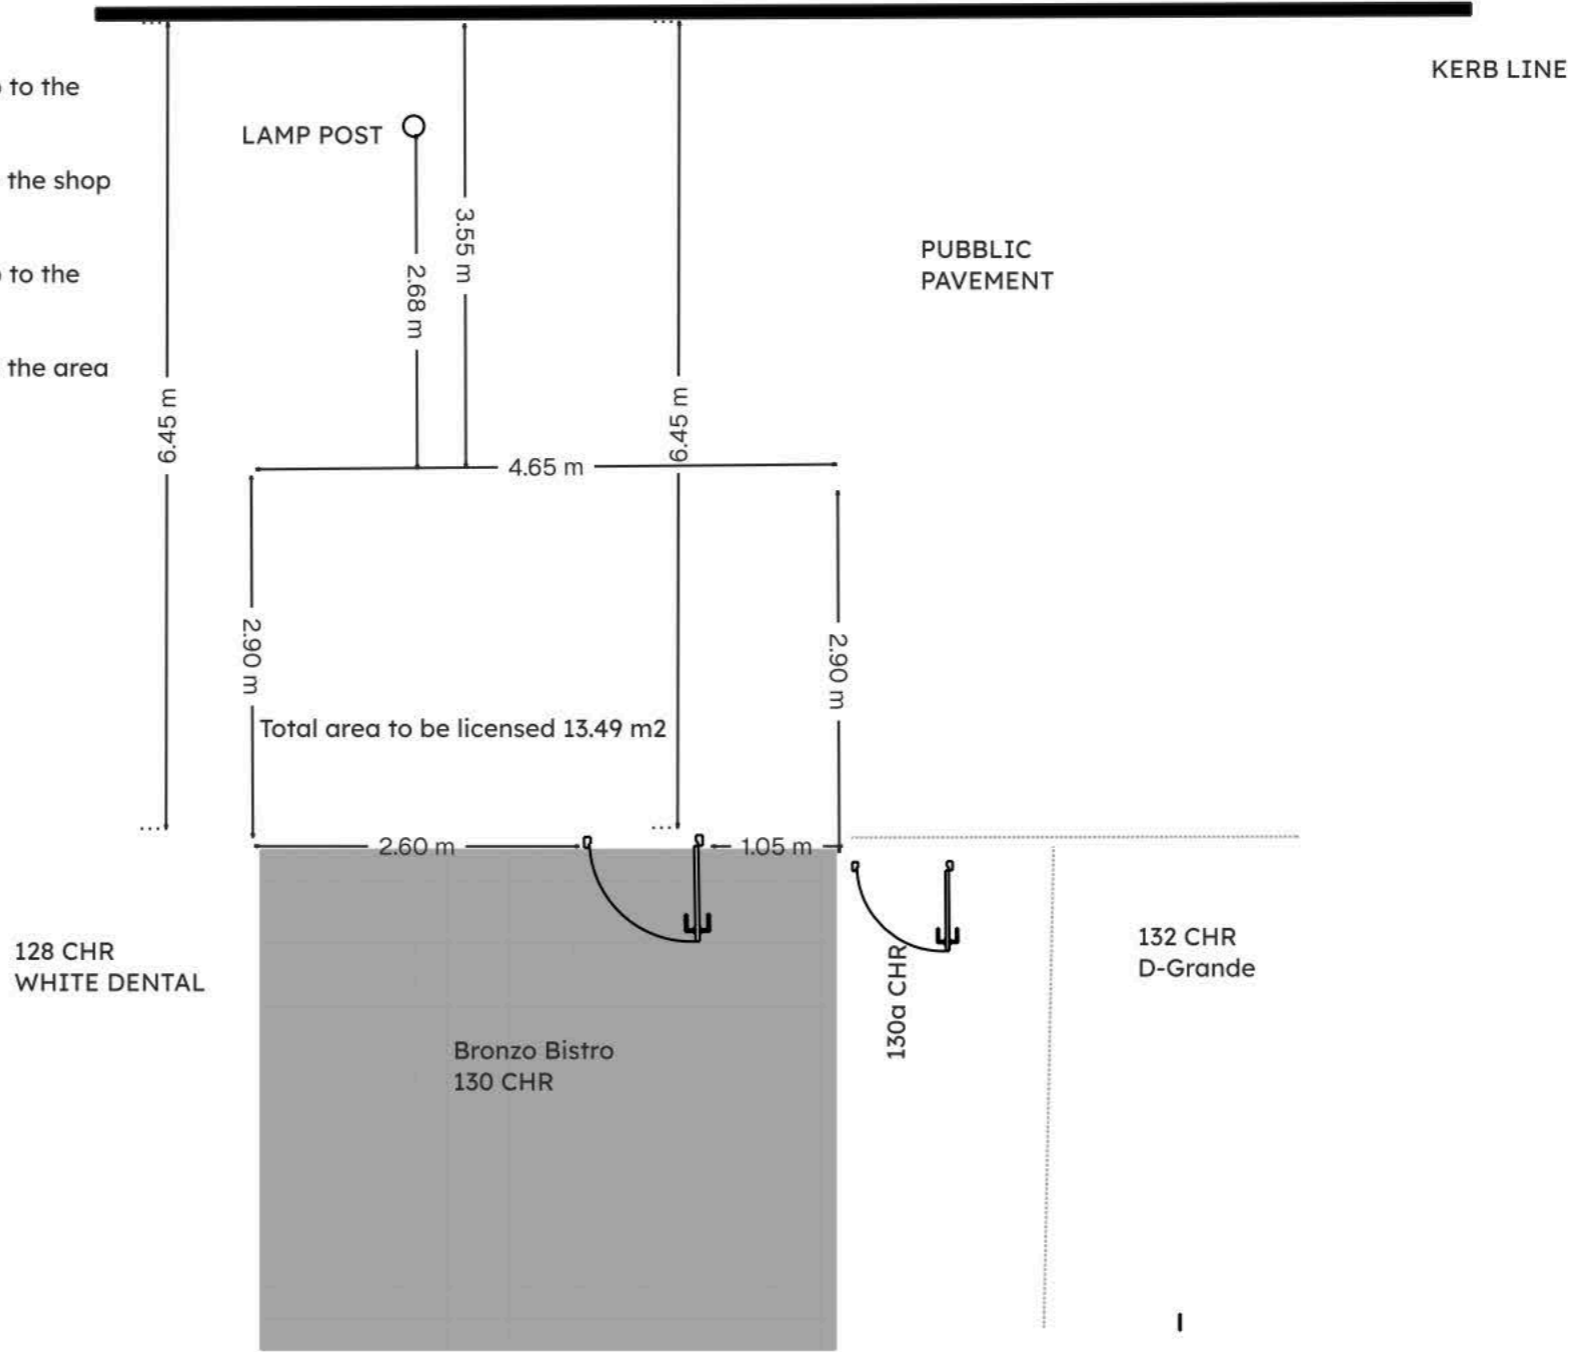 KERB LINE
to the
LAMP POST
the shop
3.55 m
PUBBLIC
PAVEMENT
to the
2.68 m
the area
6.45 m
6.45 m
4.65 m
2.90 m
2.90 m
Total area to be licensed 13.49 m2
2.60 m
1.05 m
128 CHR
WHITE DENTAL
132 CHR
D-Grande
130a CHR
Bronzo Bistro
130 CHR